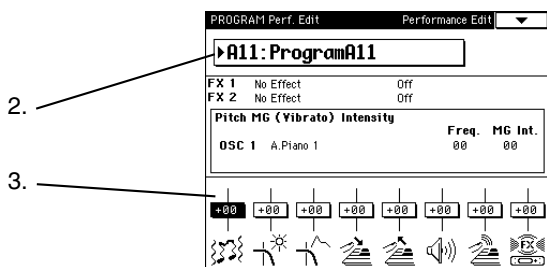 PROGRAM Perf. Edit Performance Edit
2.
A11:ProgramA11
FX 1 No Effect Off
FX 2 No Effect Off
Pitch MG (Vibrato) Intensity
Freq. MG Int.
OSC 1 A.Piano 1 00 00
3.
+00 +00 +00 +00 +00 +00 +00 +00
FX